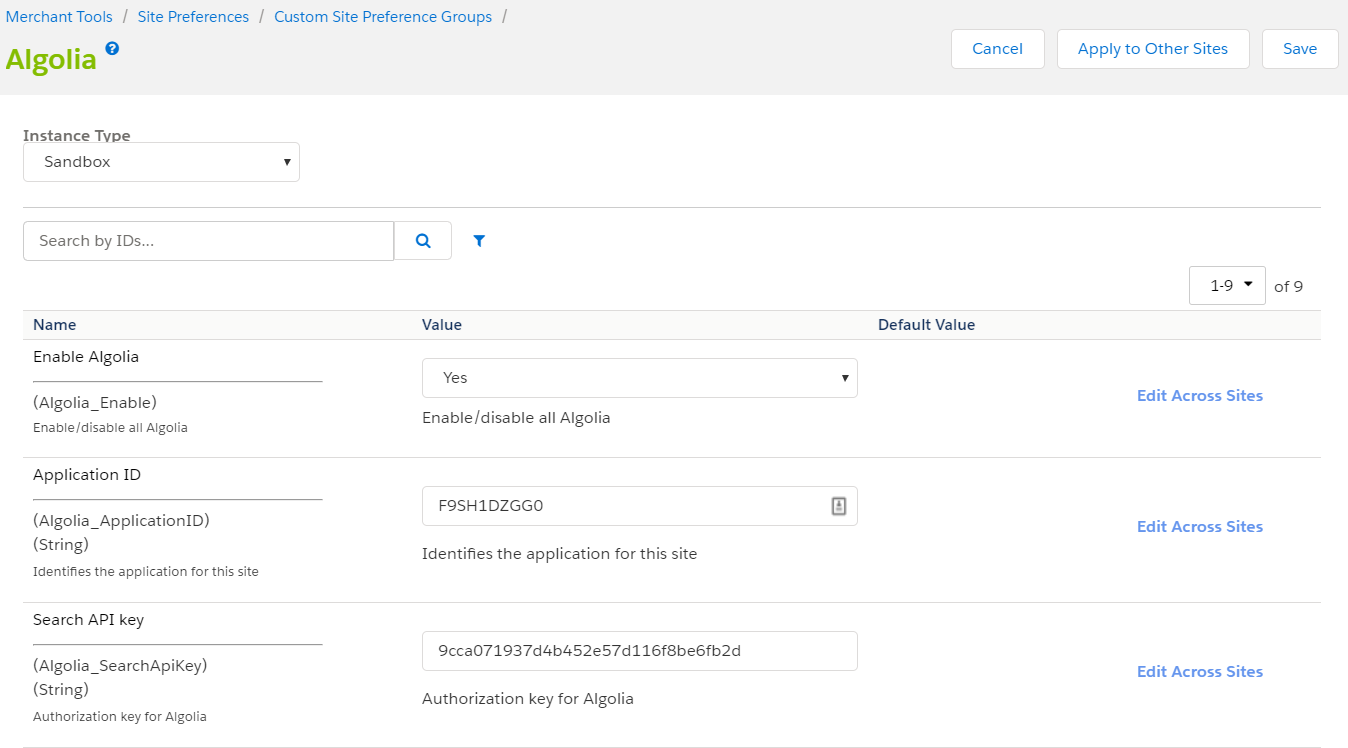 Merchant Tools / Site Preferences / Custom Site Preference Groups /
Algolia ?
Cancel
Apply to Other Sites
Save
Instance Type
Sandbox
Search by IDs...
1-9 of 9
Name Value Default Value
Enable Algolia
Yes
(Algolia_Enable)
Enable/disable all Algolia
Enable/disable all Algolia
Edit Across Sites
Application ID
F9SH1DZGG0
(Algolia_ApplicationID)
(String)
Identifies the application for this site
Identifies the application for this site
Edit Across Sites
Search API key
9cca071937d4b452e57d116f8be6fb2d
(Algolia_SearchApiKey)
(String)
Authorization key for Algolia
Authorization key for Algolia
Edit Across Sites